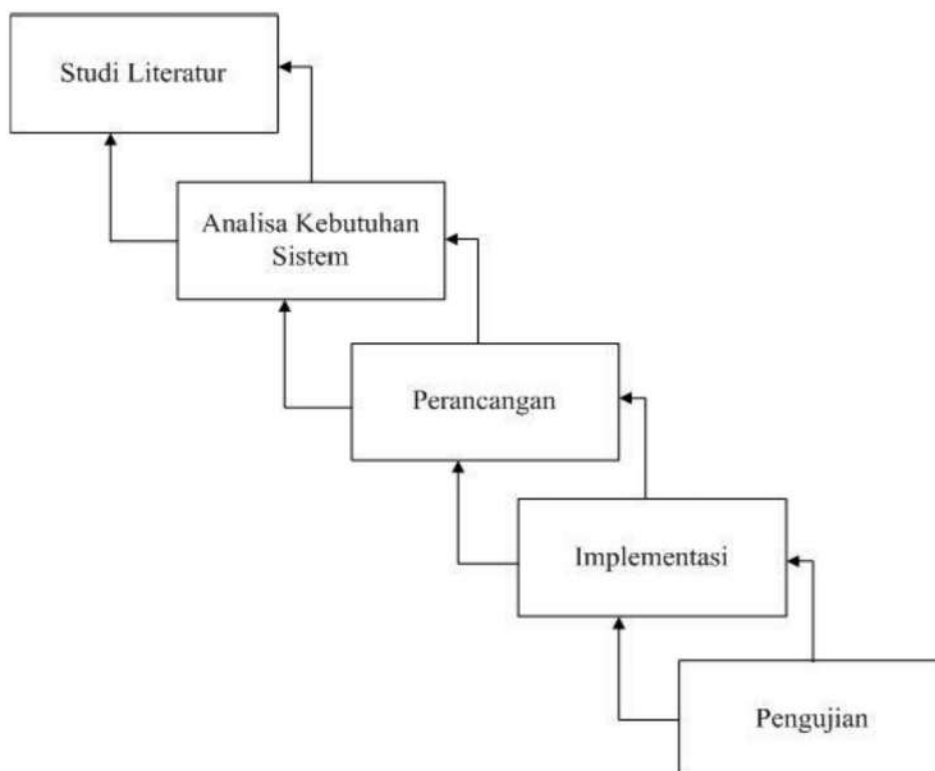 Studi Literatur
Analisa Kebutuhan
Sistem
Perancangan
Implementasi
Pengujian